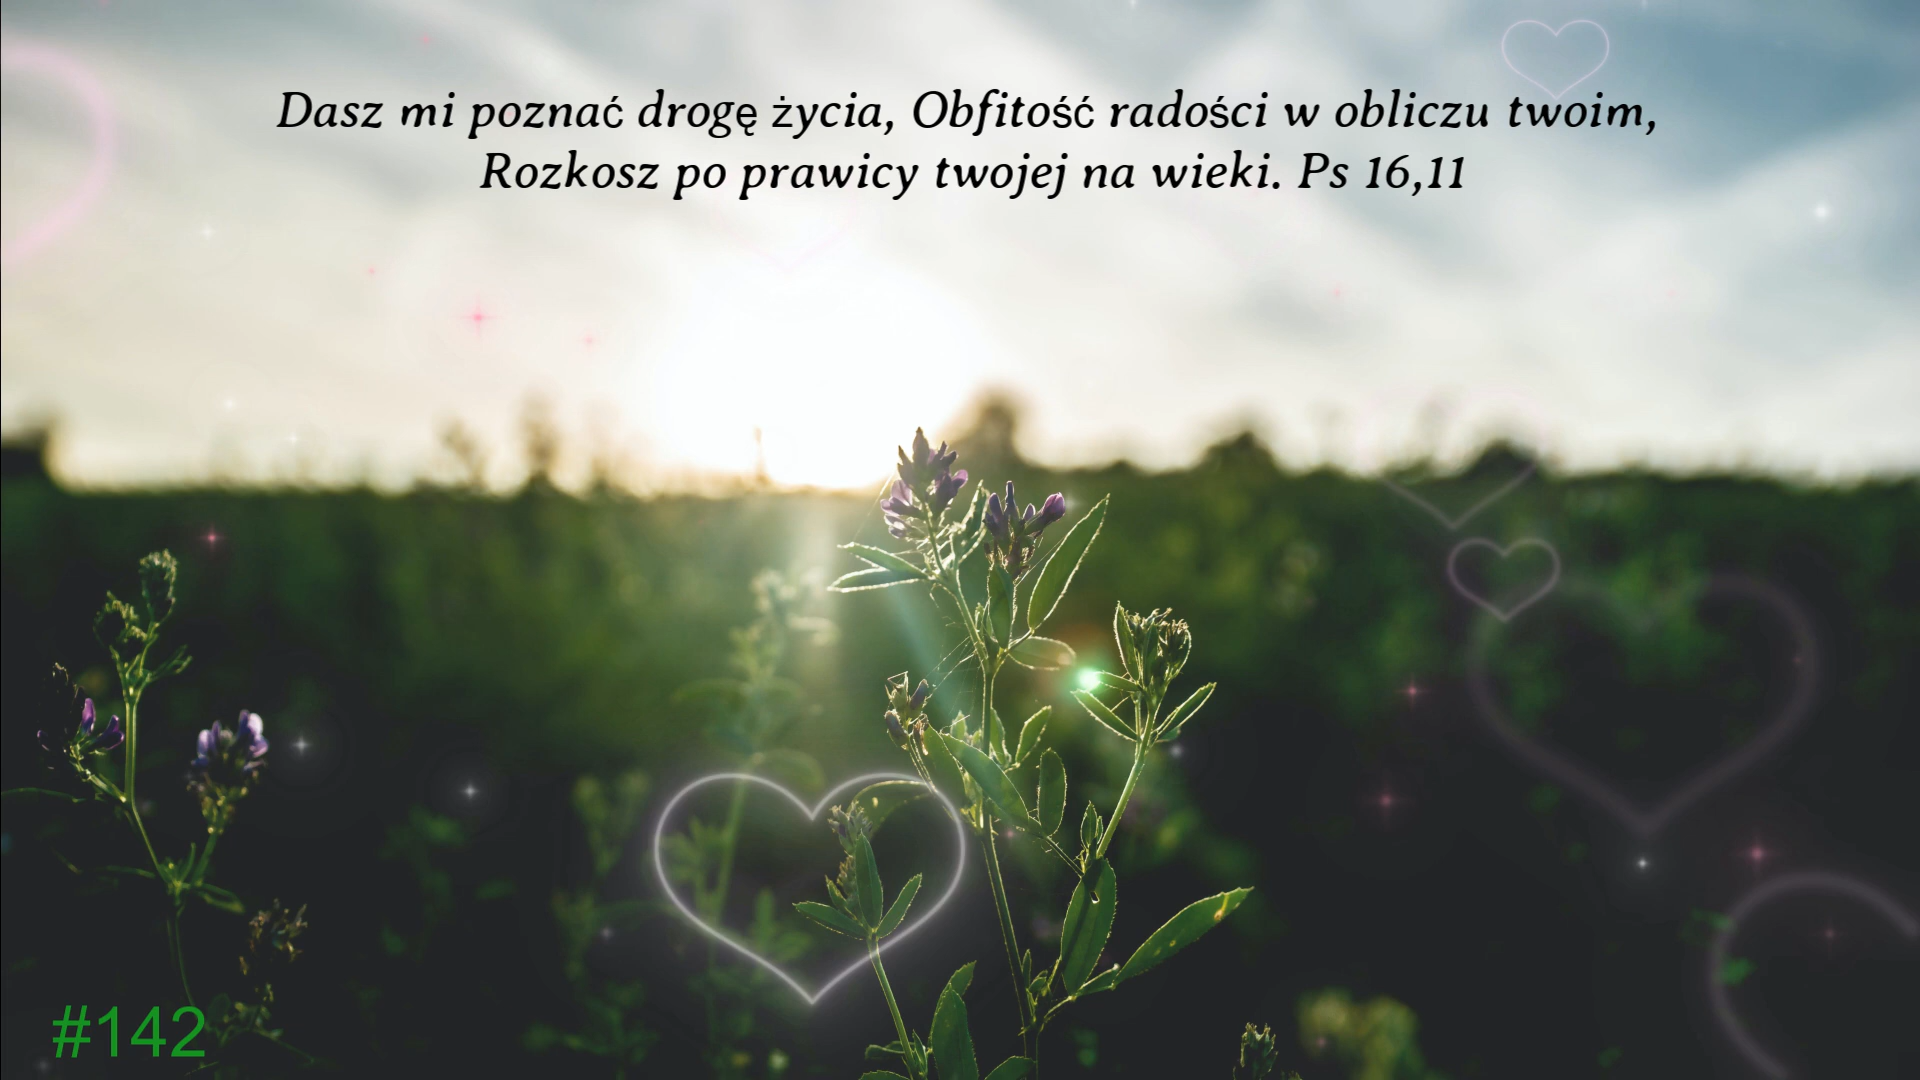 Dasz mi poznać drogę życia, Obfitość radości w obliczu twoim,
Rozkosz po prawicy twojej na wieki. Ps 16,11
#142